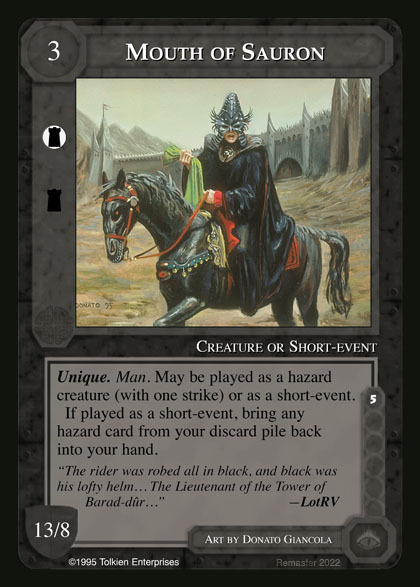 3
MOUTH OF SAURON
DONATO 95
CREATURE OR SHORT-EVENT
Unique. Man. May be played as a hazard
creature (with one strike) or as a short-event.
If played as a short-event, bring any
hazard card from your discard pile back
into your hand.
5
“The rider was robed all in black, and black was
his lofty helm… The Lieutenant of the Tower of
Barad-dûr…” —LotRV
13/8
ART BY DONATO GIANCOLA
©1995 Tolkien Enterprises
Remaster 2022